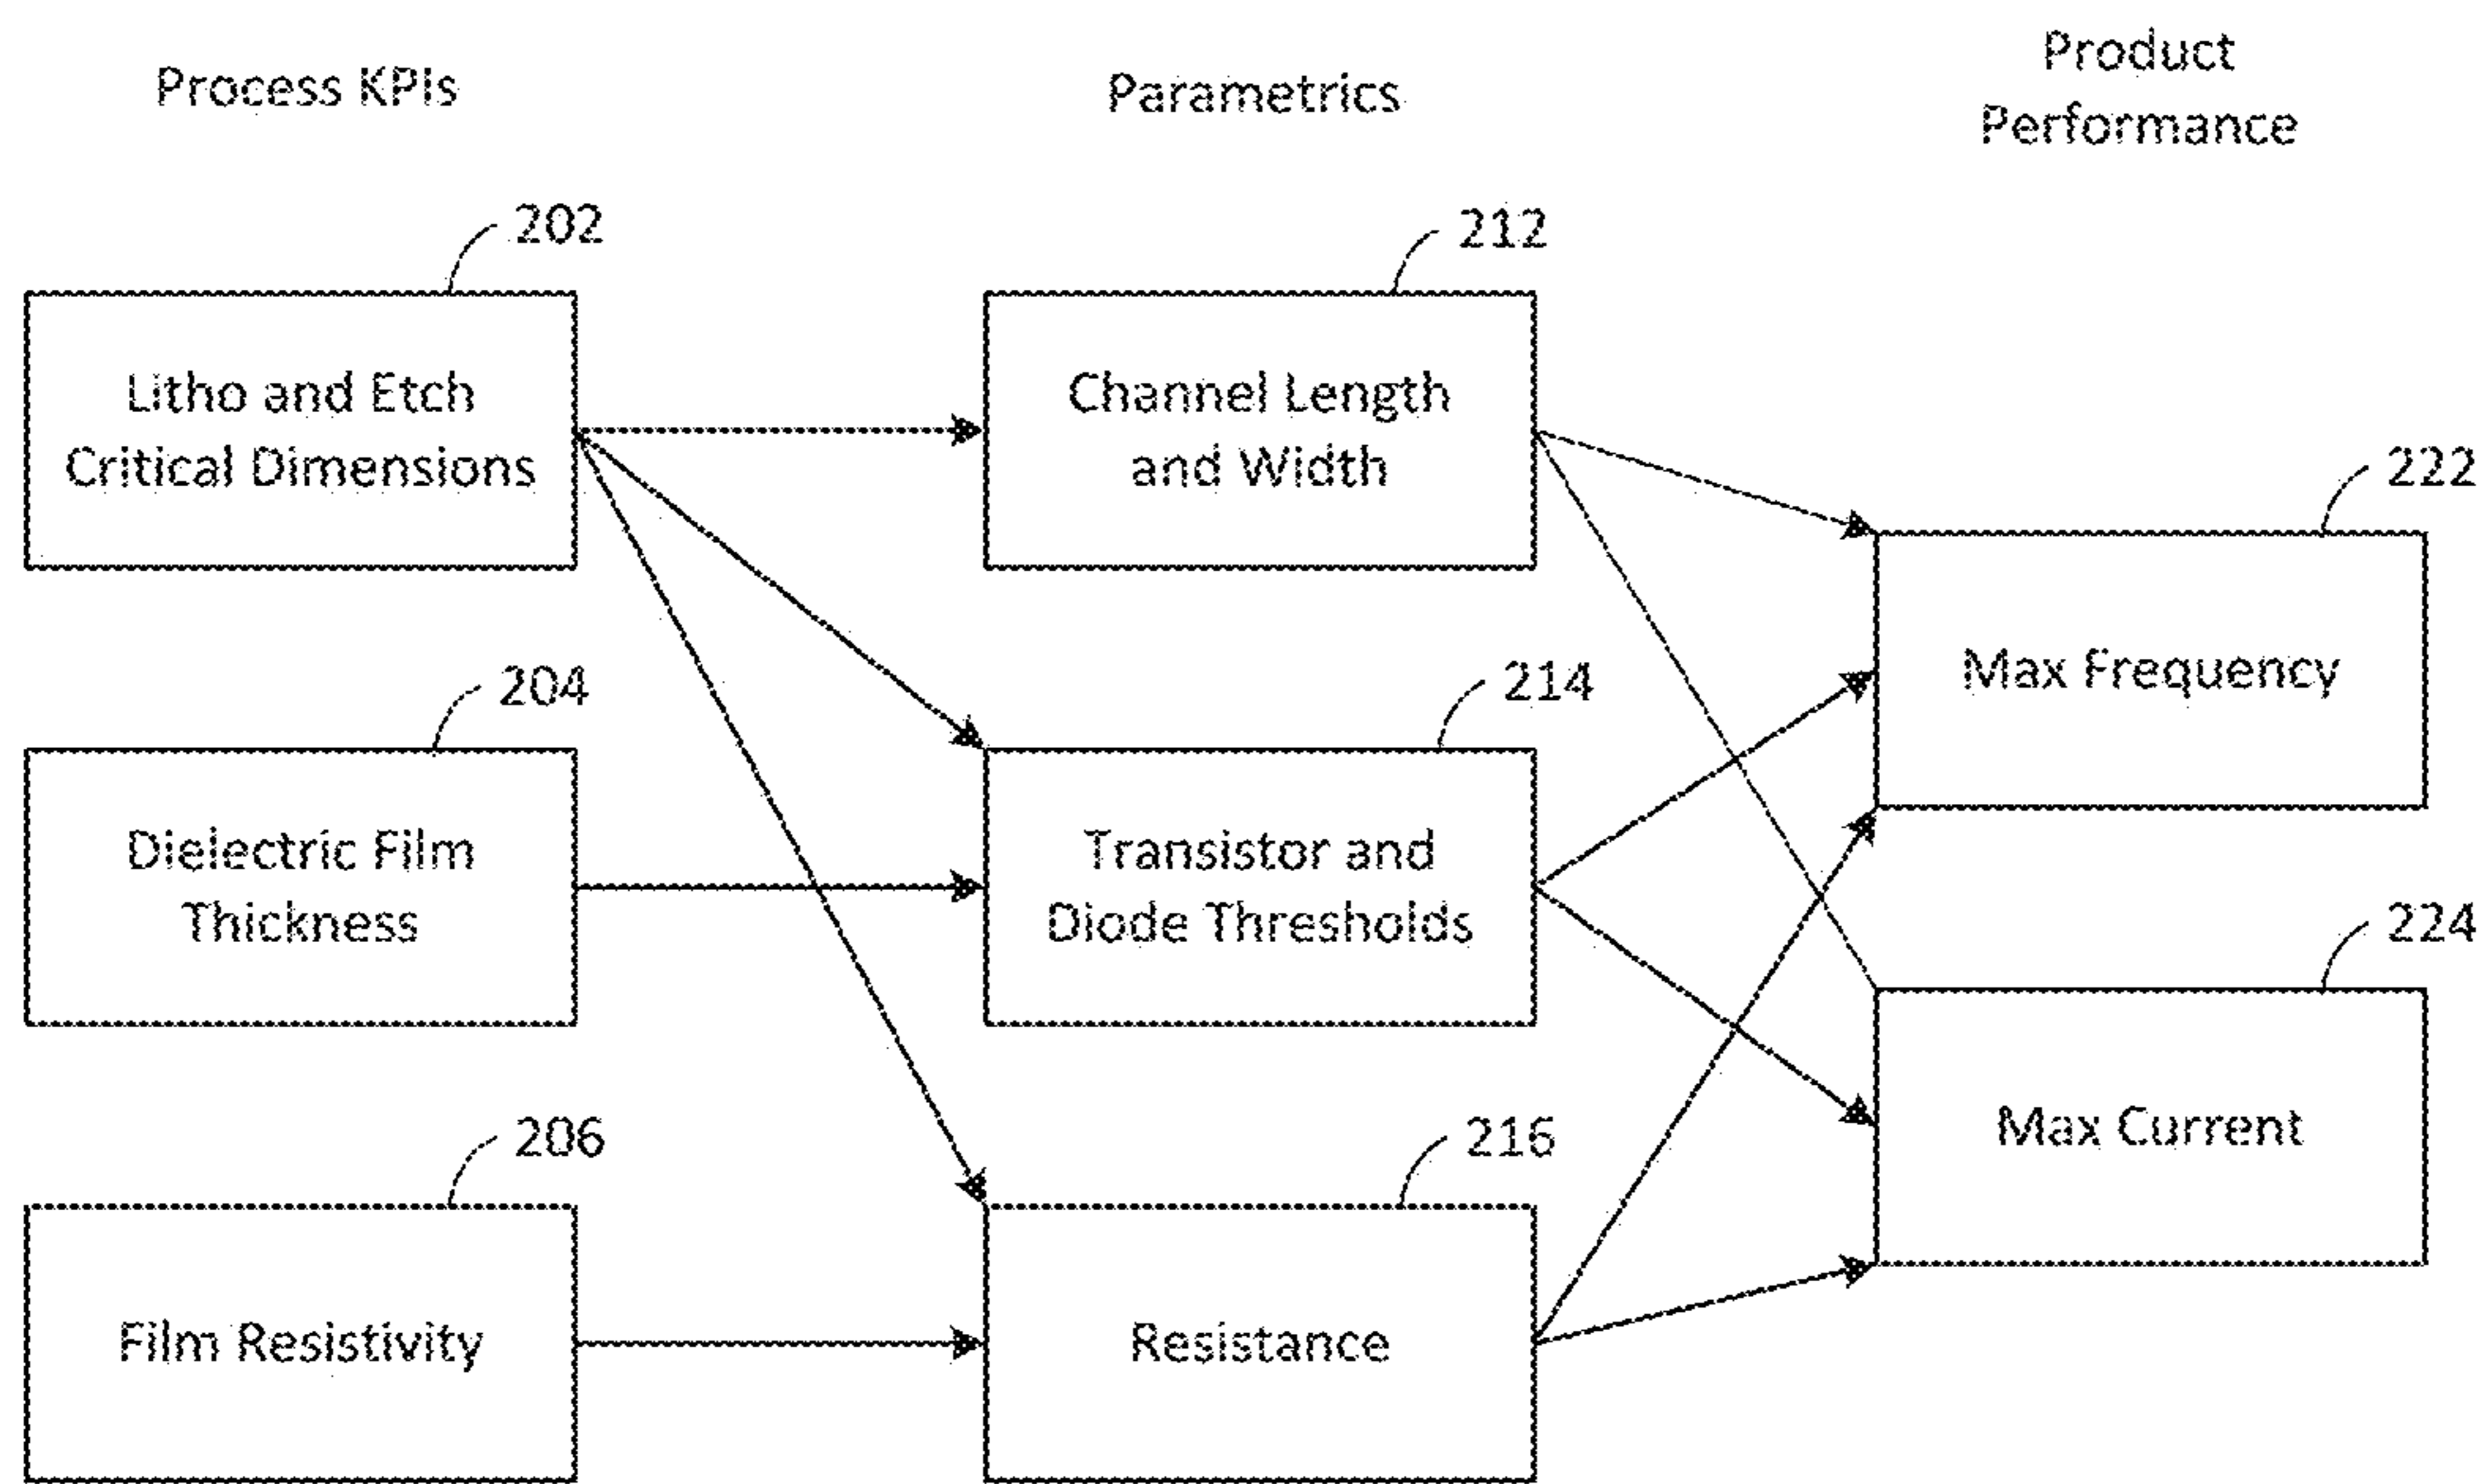 Process KPIs
Parametrics
Product
Performance
202
212
Litho and Etch
Critical Dimensions
Channel Length
and Width
222
Max Frequency
204
214
Dielectric Film
Thickness
Transistor and
Diode Thresholds
224
Max Current
206
216
Film Resistivity
Resistance